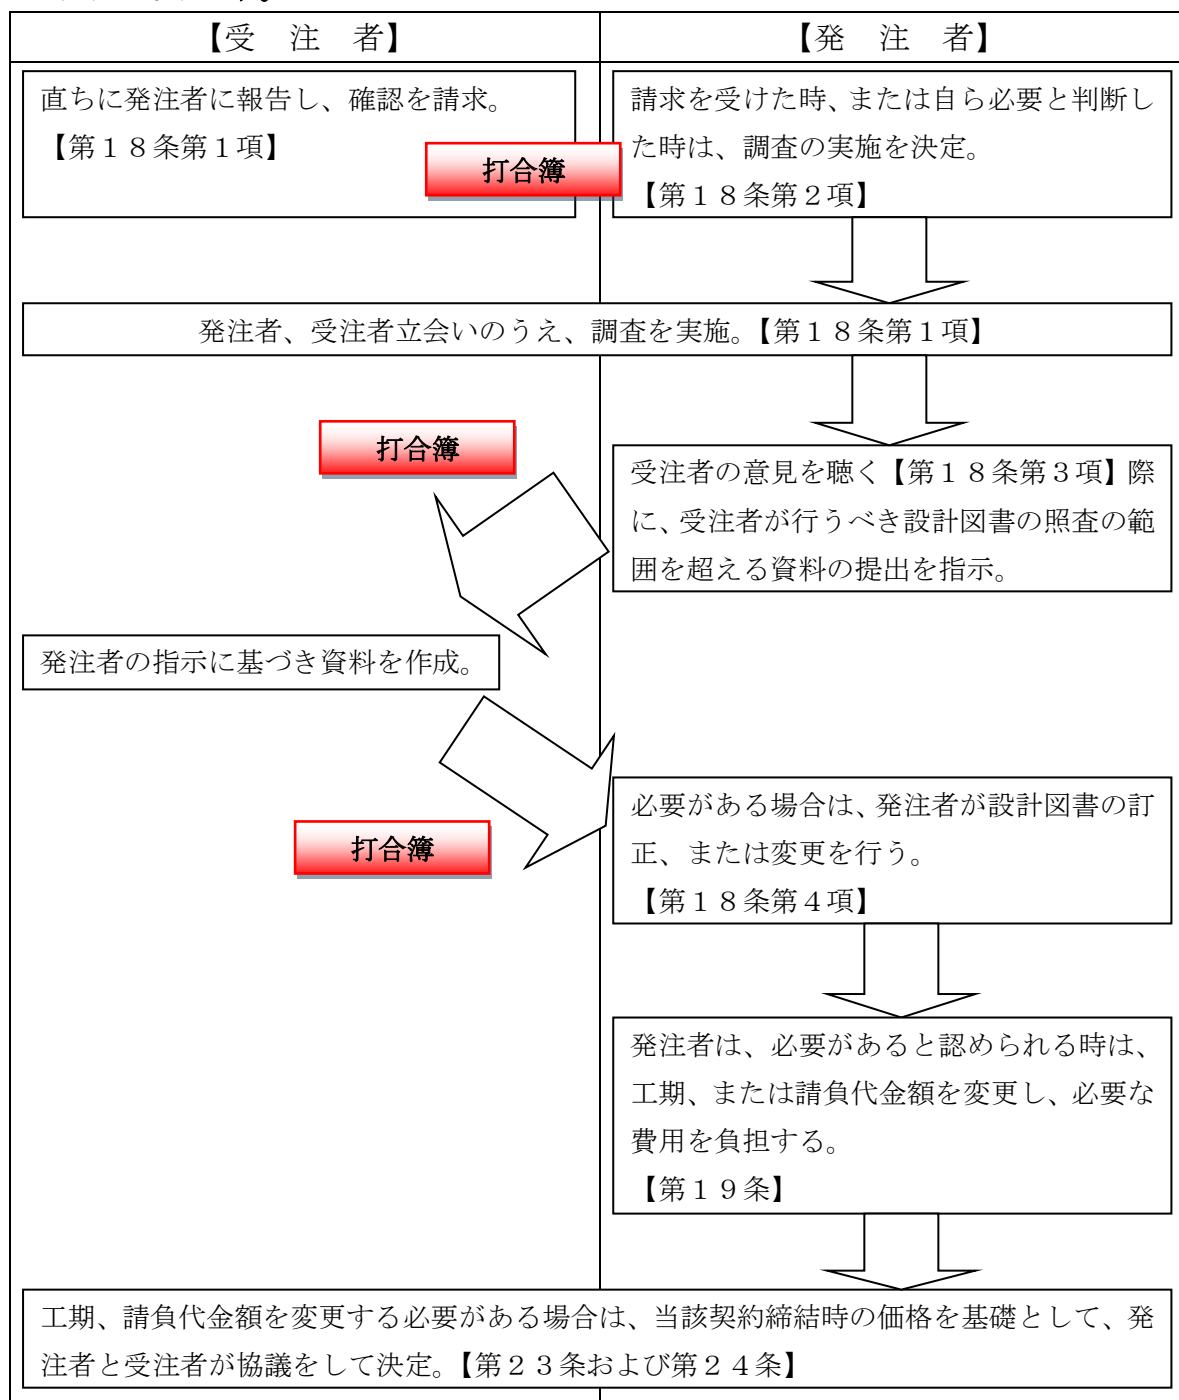 【受　注　者】
【発　注　者】
直ちに発注者に報告し、確認を請求。
【第１８条第１項】
打合簿
請求を受けた時、または自ら必要と判断し
た時は、調査の実施を決定。
【第１８条第２項】
発注者、受注者立会いのうえ、調査を実施。【第１８条第１項】
打合簿
受注者の意見を聴く【第１８条第３項】際
に、受注者が行うべき設計図書の照査の範
囲を超える資料の提出を指示。
発注者の指示に基づき資料を作成。
打合簿
必要がある場合は、発注者が設計図書の訂
正、または変更を行う。
【第１８条第４項】
発注者は、必要があると認められる時は、
工期、または請負代金額を変更し、必要な
費用を負担する。
【第１９条】
工期、請負代金額を変更する必要がある場合は、当該契約締結時の価格を基礎として、発
注者と受注者が協議をして決定。【第２３条および第２４条】